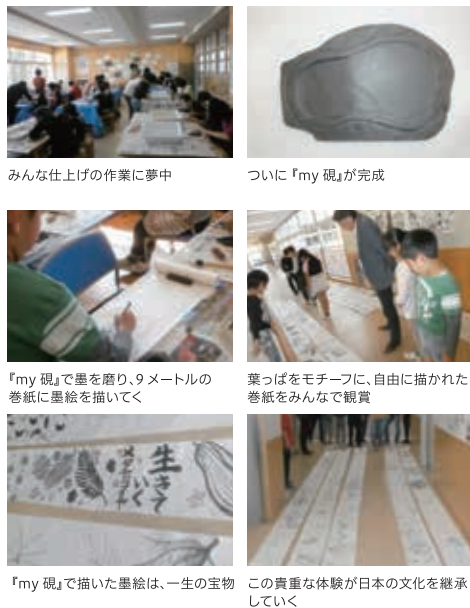 みんな仕上げの作業に夢中
ついに『my 硯』が完成
『my 硯』で墨を磨り、9 メートルの
巻紙に墨絵を描いてく
葉っぱをモチーフに、自由に描かれた
巻紙をみんなで観賞
生きて
いく
『my 硯』で描いた墨絵は、一生の宝物
この貴重な体験が日本の文化を継承
していく